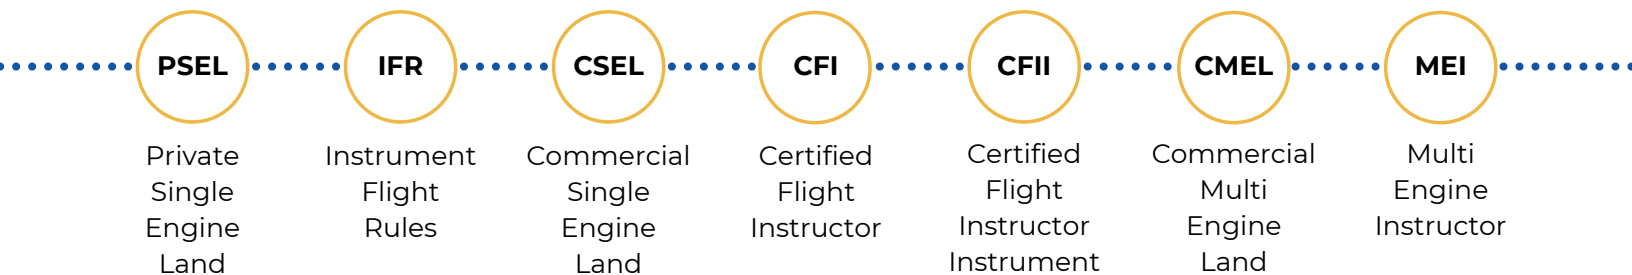 PSEL
Private
Single
Engine
Land
IFR
Instrument
Flight
Rules
CSEL
Commercial
Single
Engine
Land
CFI
Certified
Flight
Instructor
CFII
Certified
Flight
Instructor
Instrument
CMEL
Commercial
Multi
Engine
Land
MEI
Multi
Engine
Instructor